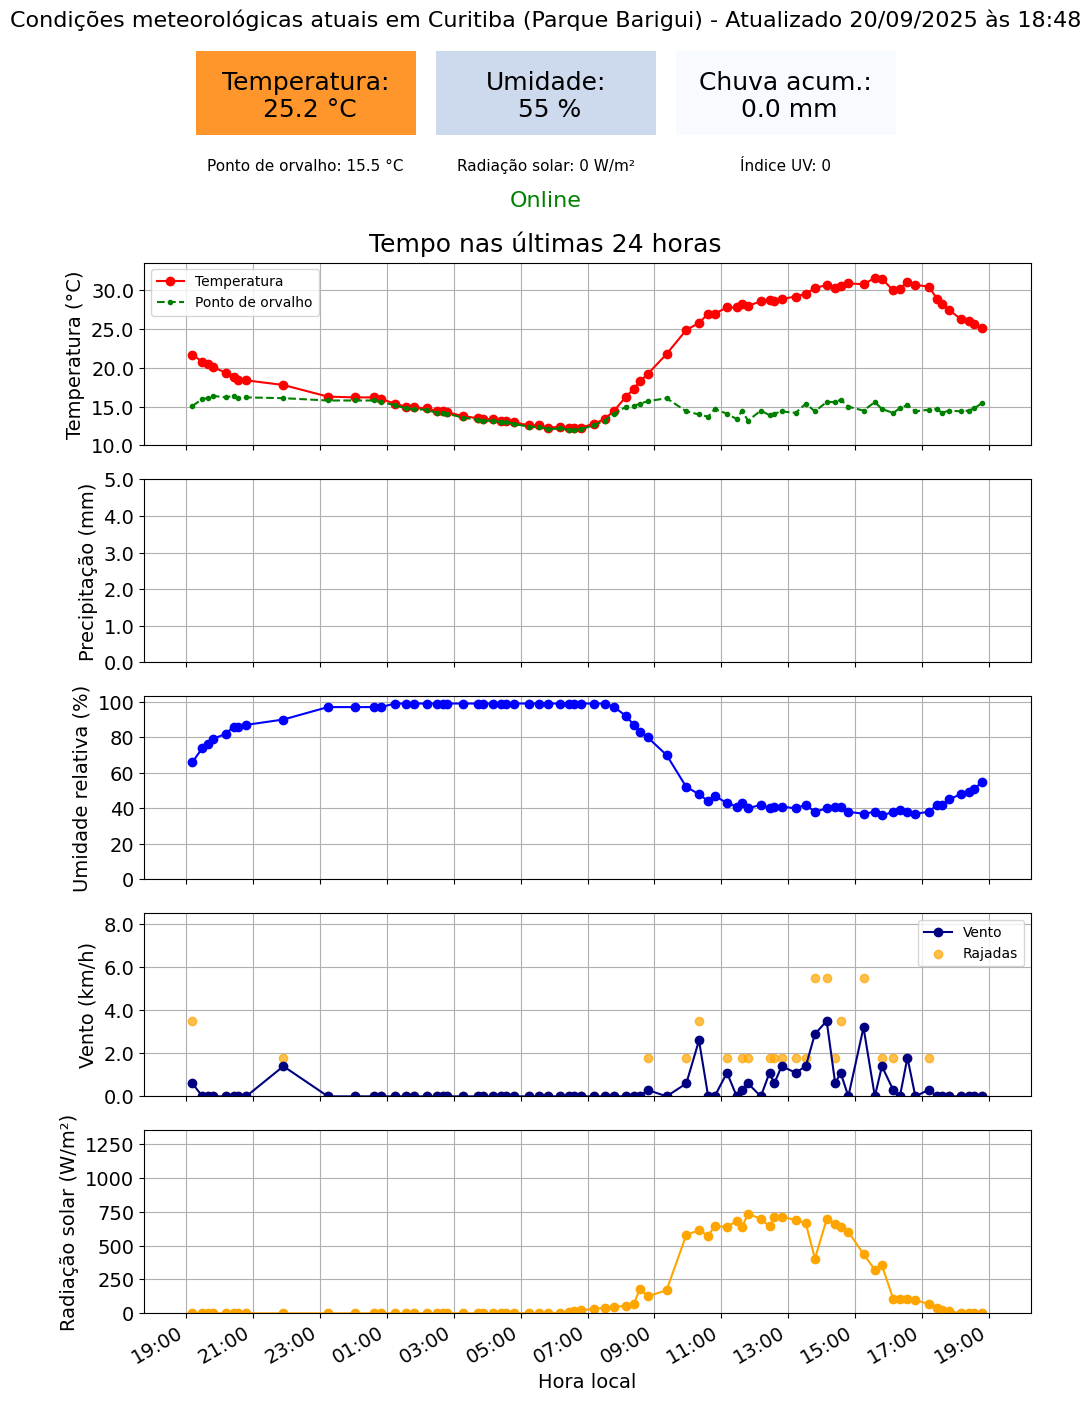 Condições meteorológicas atuais em Curitiba (Parque Barigui) - Atualizado 20/09/2025 às 18:48
Temperatura:
25.2 °C
Umidade:
55 %
Chuva acum.:
0.0 mm
Ponto de orvalho: 15.5 °C
Radiação solar: 0 W/m²
Índice UV: 0
Online
Tempo nas últimas 24 horas
Temperatura (°C)
30.0
25.0
20.0
15.0
10.0
Temperatura
Ponto de orvalho
Precipitação (mm)
5.0
4.0
3.0
2.0
1.0
0.0
Umidade relativa (%)
100
80
60
40
20
0
Vento (km/h)
8.0
6.0
4.0
2.0
0.0
Vento
Rajadas
Radiação solar (W/m²)
1250
1000
750
500
250
0
19:00
21:00
23:00
01:00
03:00
05:00
07:00
09:00
11:00
13:00
15:00
17:00
19:00
Hora local